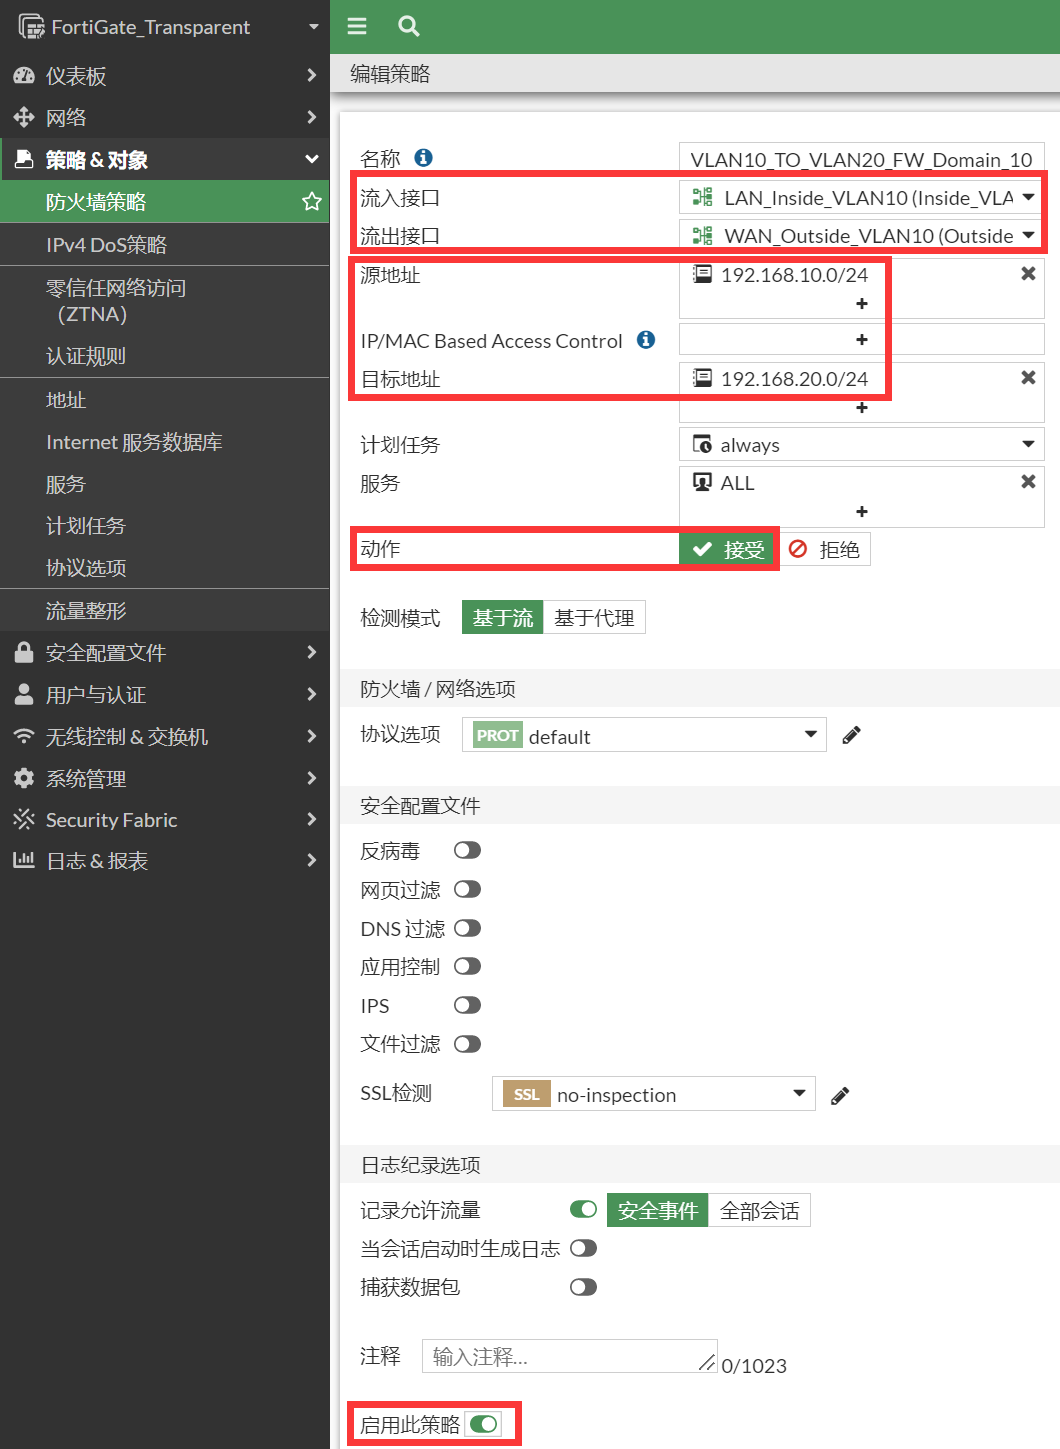 FortiGate_Transparent
仪表板
网络
策略 & 对象
防火墙策略
IPv4 DoS策略
零信任网络访问
（ZTNA）
认证规则
地址
Internet 服务数据库
服务
计划任务
协议选项
流量整形
安全配置文件
用户与认证
无线控制 & 交换机
系统管理
Security Fabric
日志 & 报表
编辑策略
名称 VLAN10_TO_VLAN20_FW_Domain_10
流入接口 LAN_Inside_VLAN10 (Inside_VLA
流出接口 WAN_Outside_VLAN10 (Outside
源地址 192.168.10.0/24
+
IP/MAC Based Access Control +
目标地址 192.168.20.0/24
+
计划任务 always
服务 ALL
+
动作 接受 拒绝
检测模式 基于流 基于代理
防火墙 / 网络选项
协议选项 PROT default
安全配置文件
反病毒
网页过滤
DNS 过滤
应用控制
IPS
文件过滤
SSL检测 SSL no-inspection
日志纪录选项
记录允许流量 安全事件 全部会话
当会话启动时生成日志
捕获数据包
注释 输入注释... 0/1023
启用此策略